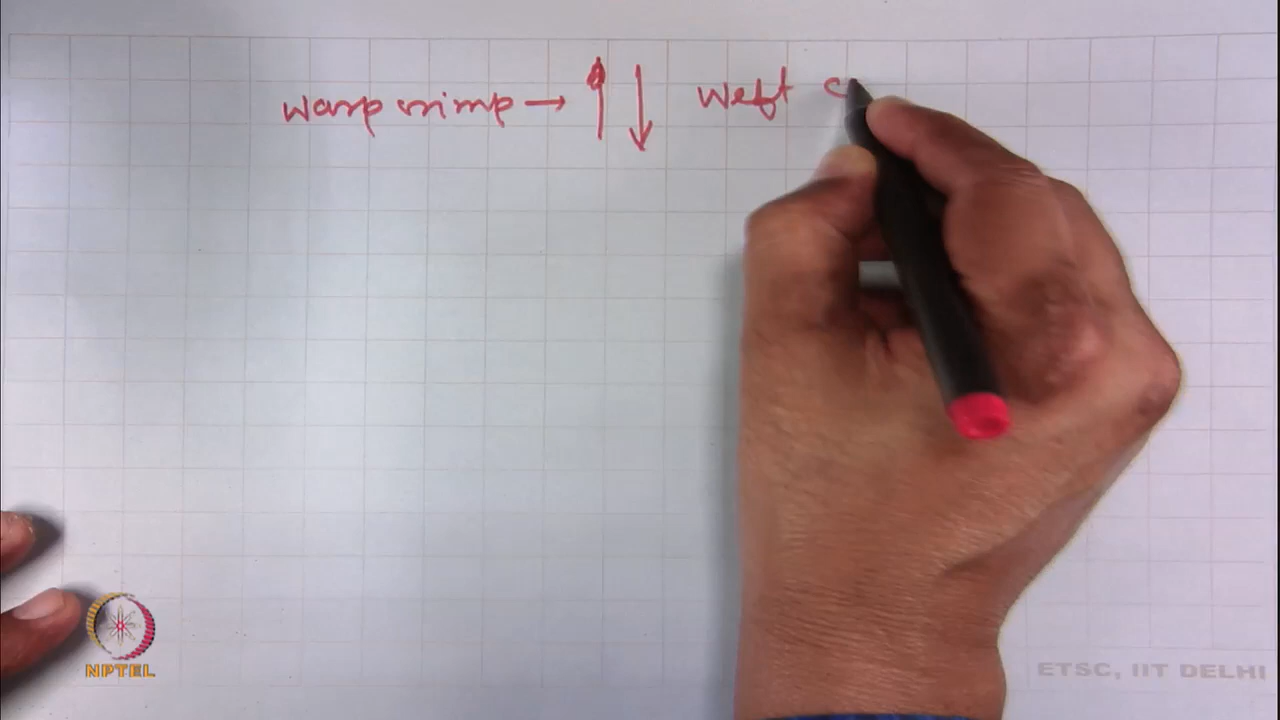 warp crimp → ↑ ↓ weft c
NPTEL
ETSC, IIT DELHI